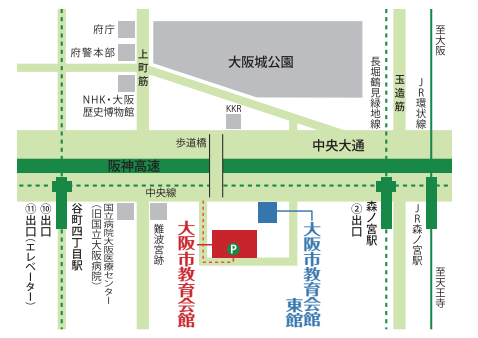 府庁
府警本部
NHK・大阪
歴史博物館
上町筋
大阪城公園
KKR
長堀鶴見緑地線
玉造筋
JR環状線
至大阪
歩道橋
中央大通
阪神高速
中央線
⑪出口(エレベーター)
⑩出口
谷町四丁目駅
国立病院大阪医療センター
(旧国立大阪病院)
難波宮跡
大阪市教育会館
P
大阪市教育会館
東館
②出口
森ノ宮駅
JR森ノ宮駅
至天王寺